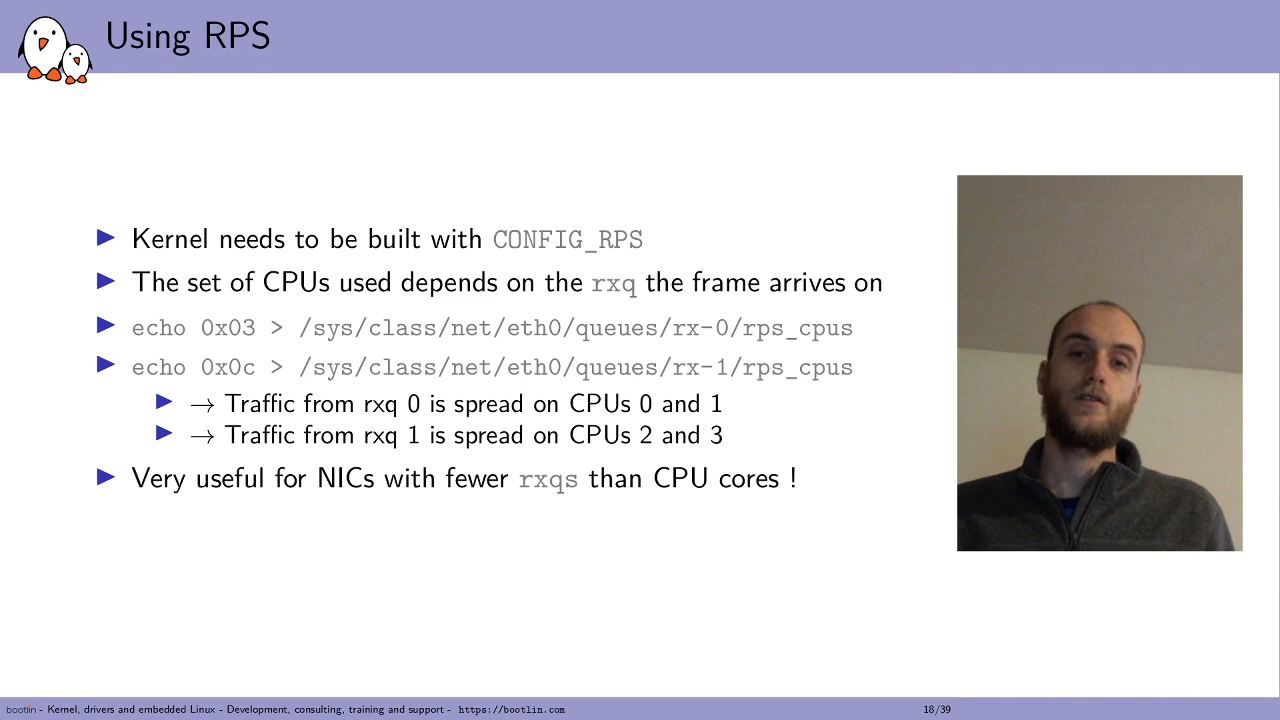 Using RPS
Kernel needs to be built with CONFIG_RPS
The set of CPUs used depends on the rxq the frame arrives on
echo 0x03 > /sys/class/net/eth0/queues/rx-0/rps_cpus
echo 0x0c > /sys/class/net/eth0/queues/rx-1/rps_cpus
→ Traffic from rxq 0 is spread on CPUs 0 and 1
→ Traffic from rxq 1 is spread on CPUs 2 and 3
Very useful for NICs with fewer rxqs than CPU cores !
bootlin - Kernel, drivers and embedded Linux - Development, consulting, training and support - https://bootlin.com
18/39